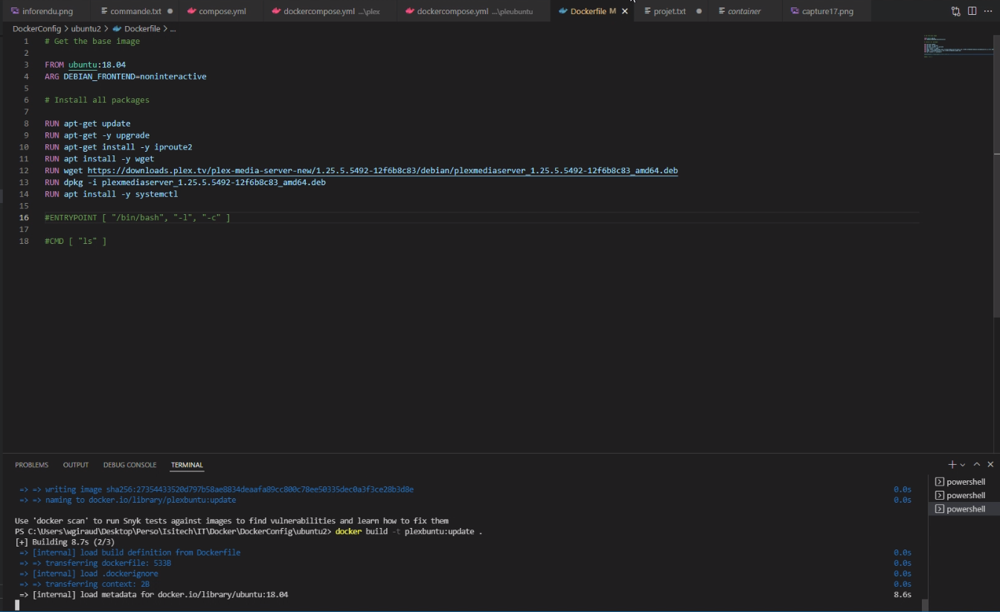 inforendu.png commande.txt compose.yml dockercompose.yml ...\plex dockercompose.yml ...\pleubuntu Dockerfile M projet.txt container capture17.png
DockerConfig > ubuntu2 > Dockerfile > ...
1 # Get the base image
2
3 FROM ubuntu:18.04
4 ARG DEBIAN_FRONTEND=noninteractive
5
6 # Install all packages
7
8 RUN apt-get update
9 RUN apt-get -y upgrade
10 RUN apt-get install -y iproute2
11 RUN apt install -y wget
12 RUN wget https://downloads.plex.tv/plex-media-server-new/1.25.5.5492-12f6b8c83/debian/plexmediaserver_1.25.5.5492-12f6b8c83_amd64.deb
13 RUN dpkg -i plexmediaserver_1.25.5.5492-12f6b8c83_amd64.deb
14 RUN apt install -y systemctl
15
16 #ENTRYPOINT [ "/bin/bash", "-l", "-c" ]
17
18 #CMD [ "ls" ]
PROBLEMS OUTPUT DEBUG CONSOLE TERMINAL
=> => writing image sha256:27354433520d797b58ae8834deaafa89cc800c78ee50335dec0a3f3ce28b3d8e 0.0s
=> => naming to docker.io/library/plexbuntu:update 0.0s
Use 'docker scan' to run Snyk tests against images to find vulnerabilities and learn how to fix them
PS C:\Users\wgiraud\Desktop\Perso\Isitech\IT\Docker\DockerConfig\ubuntu2> docker build -t plexbuntu:update .
[+] Building 8.7s (2/3)
=> [internal] load build definition from Dockerfile 0.0s
=> => transferring dockerfile: 533B 0.0s
=> [internal] load .dockerignore 0.0s
=> => transferring context: 2B 0.0s
=> [internal] load metadata for docker.io/library/ubuntu:18.04 8.6s
powershell
powershell
powershell